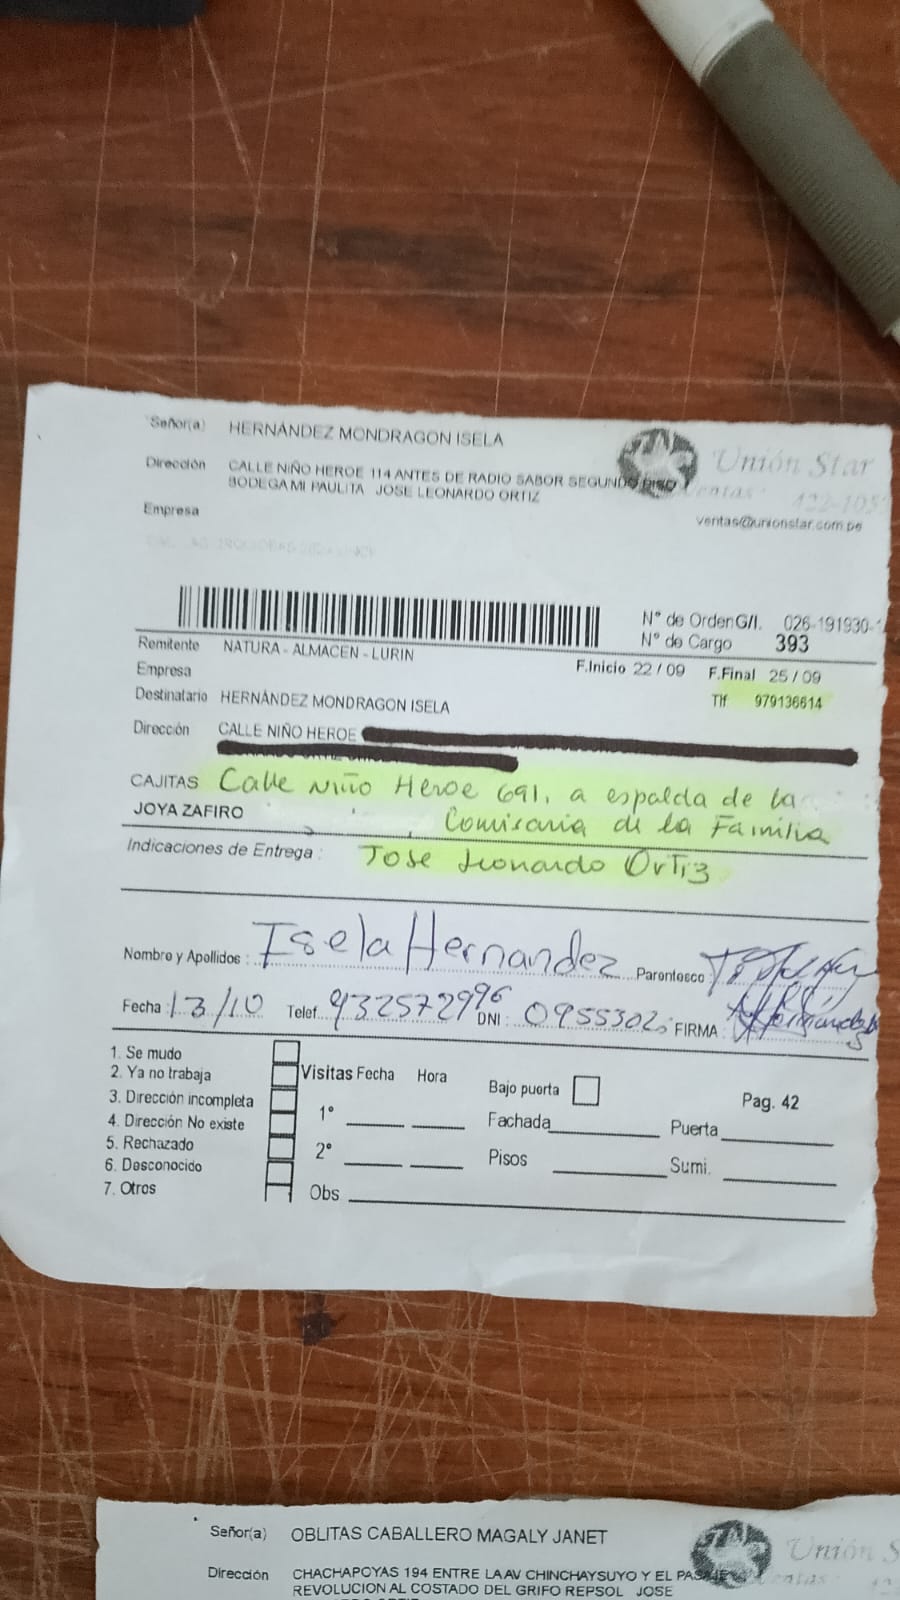 Señor(a) HERNÁNDEZ MONDRAGON ISELA
Dirección CALLE NIÑO HEROE 114 ANTES DE RADIO SABOR SEGUNDO PISO
BODEGA MI PAULITA JOSE LEONARDO ORTIZ
Unión Star
Ventas: 422-105
Empresa
ventas@unionstar.com.pe
N° de Orden G/I. 026-191930-
N° de Cargo 393
Remitente NATURA - ALMACEN - LURIN
F.Inicio 22 / 09 F.Final 25 / 09
Empresa
Destinatario HERNÁNDEZ MONDRAGON ISELA
Tlf 979136614
Dirección CALLE NIÑO HEROE
CAJITAS Calle Niño Heroe 691, a espalda de la
JOYA ZAFIRO Comisaria de la Familia
Indicaciones de Entrega : Jose Leonardo Ortiz
Nombre y Apellidos : Isela Hernandez Parentesco
Fecha : 13/10 Telef. 932572996 DNI : FIRMA :
1. Se mudo
2. Ya no trabaja
3. Dirección incompleta
4. Dirección No existe
5. Rechazado
6. Desconocido
7. Otros
Visitas Fecha Hora
1°
2°
Obs
Bajo puerta
Fachada
Pisos
Pag. 42
Puerta
Sumi.
Señor(a) OBLITAS CABALLERO MAGALY JANET
Unión S
Dirección CHACHAPOYAS 194 ENTRE LA AV CHINCHAYSUYO Y EL PASAJE
REVOLUCION AL COSTADO DEL GRIFO REPSOL JOSE